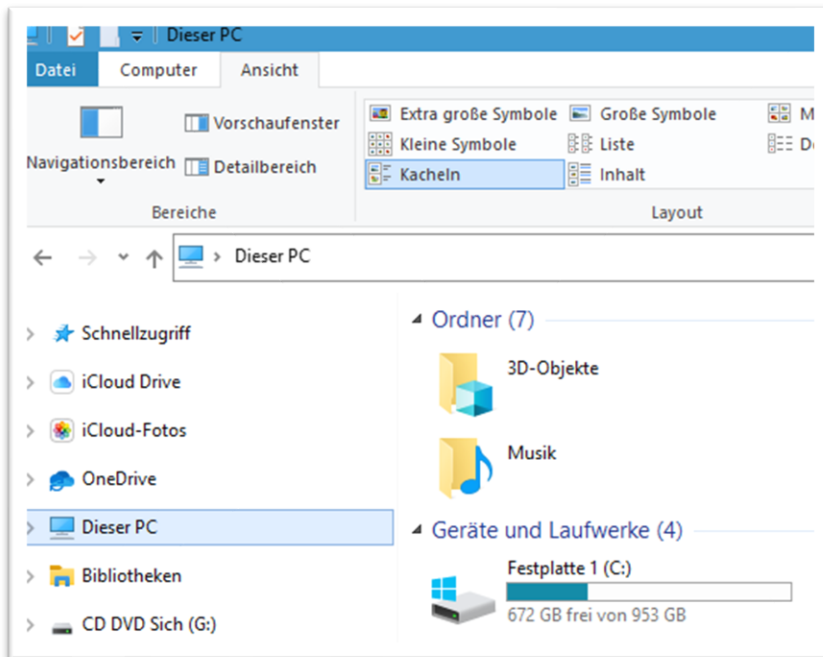 Dieser PC
Datei Computer Ansicht
Extra große Symbole Große Symbole M
Vorschaufenster
Kleine Symbole Liste D
Navigationsbereich Detailbereich
Kacheln Inhalt
Bereiche Layout
Dieser PC
Schnellzugriff
iCloud Drive
iCloud-Fotos
OneDrive
Dieser PC
Bibliotheken
CD DVD Sich (G:)
Ordner (7)
3D-Objekte
Musik
Geräte und Laufwerke (4)
Festplatte 1 (C:)
672 GB frei von 953 GB